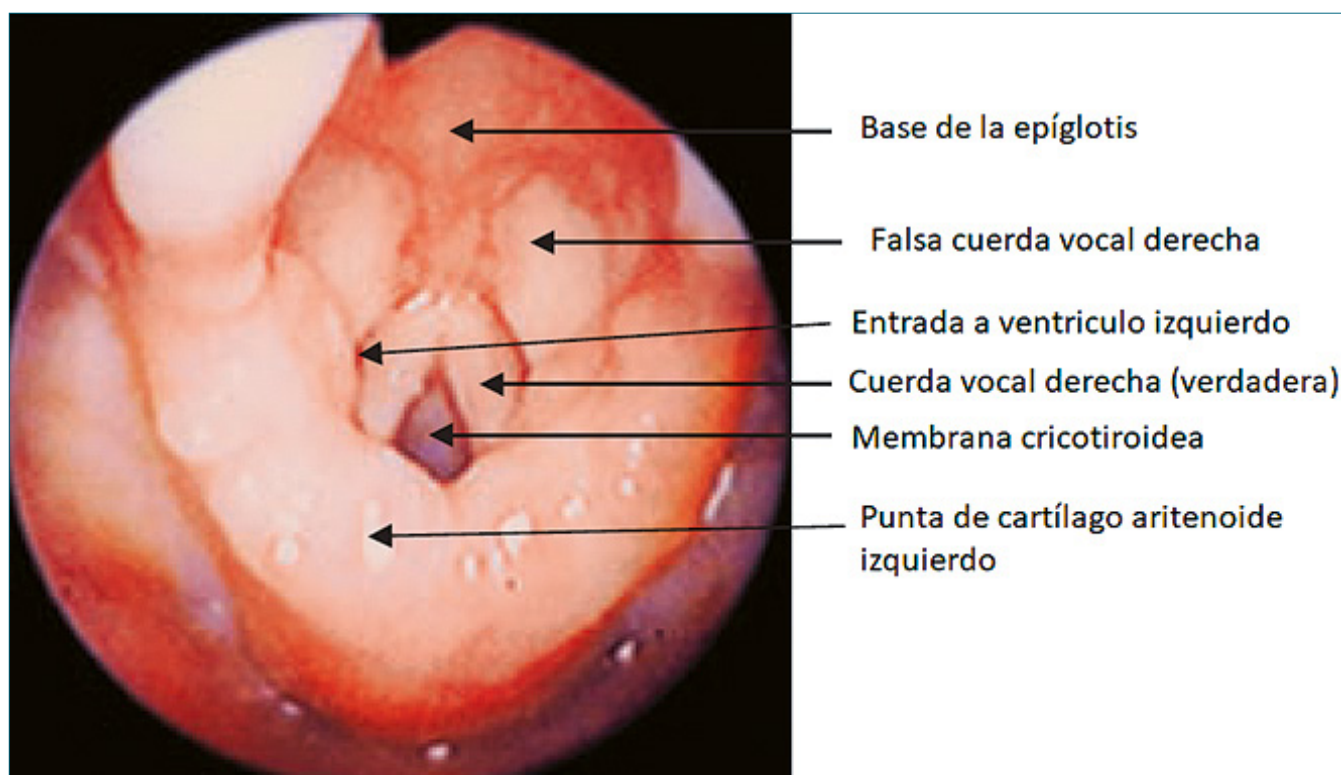 Base de la epíglotis
Falsa cuerda vocal derecha
Entrada a ventriculo izquierdo
Cuerda vocal derecha (verdadera)
Membrana cricotiroidea
Punta de cartílago aritenoide
izquierdo